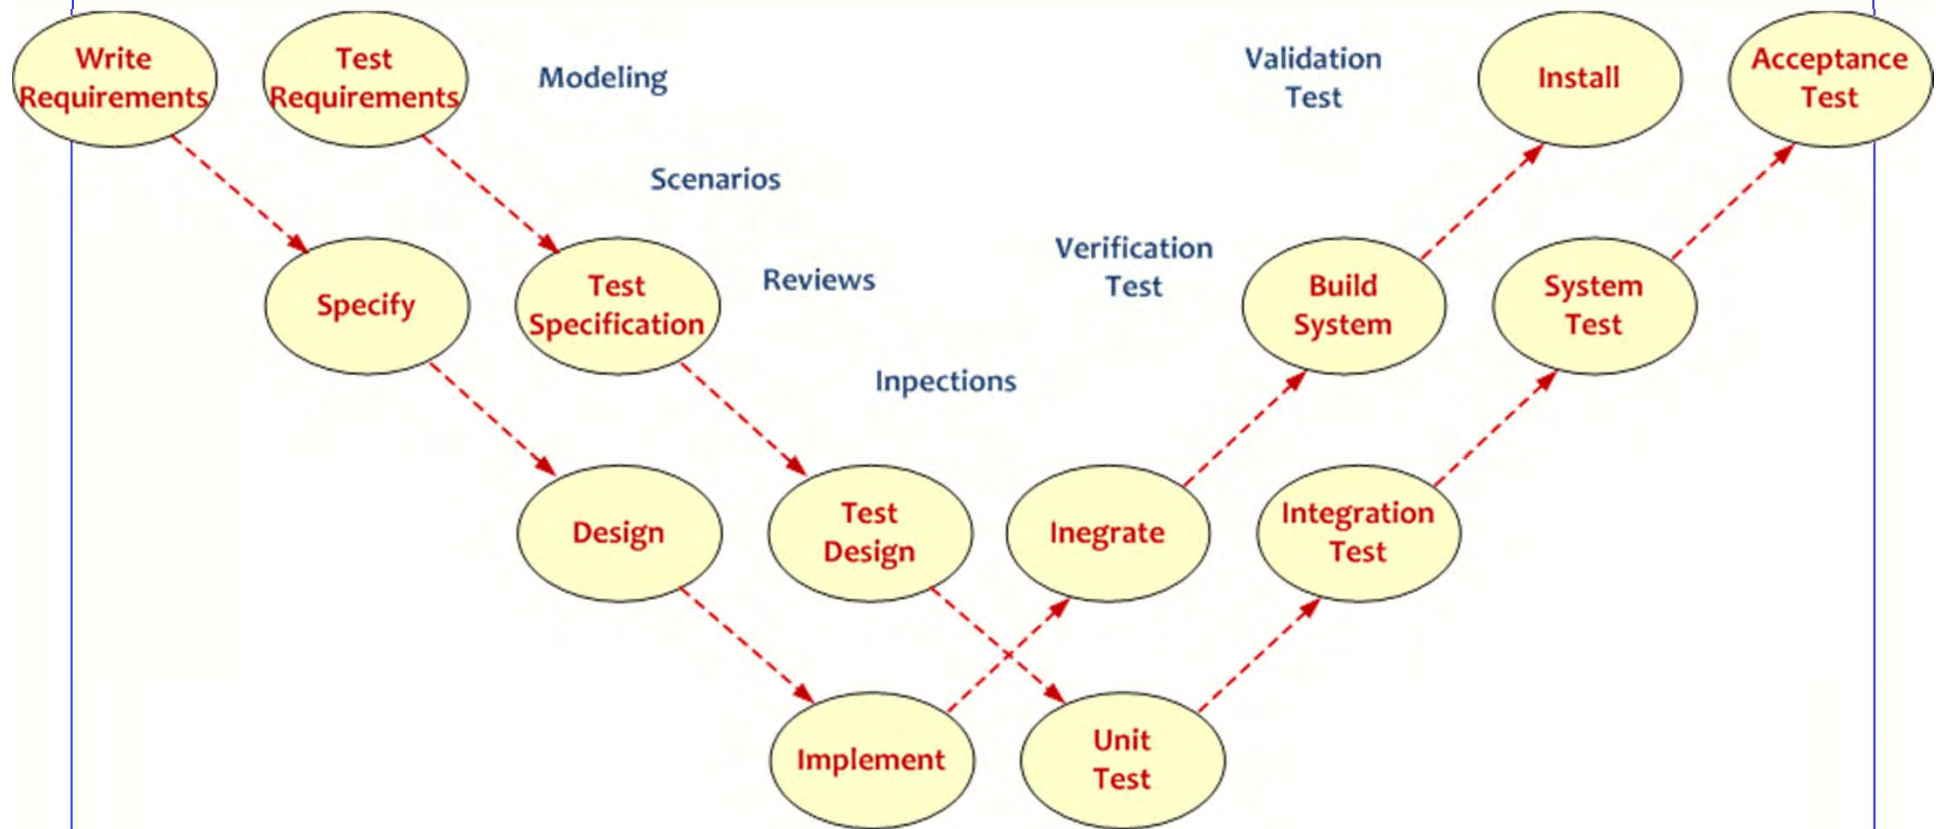 Write
Requirements
Test
Requirements
Modeling
Validation
Test
Install
Acceptance
Test
Scenarios
Specify
Test
Specification
Reviews
Verification
Test
Build
System
System
Test
Inpections
Design
Test
Design
Inegrate
Integration
Test
Implement
Unit
Test